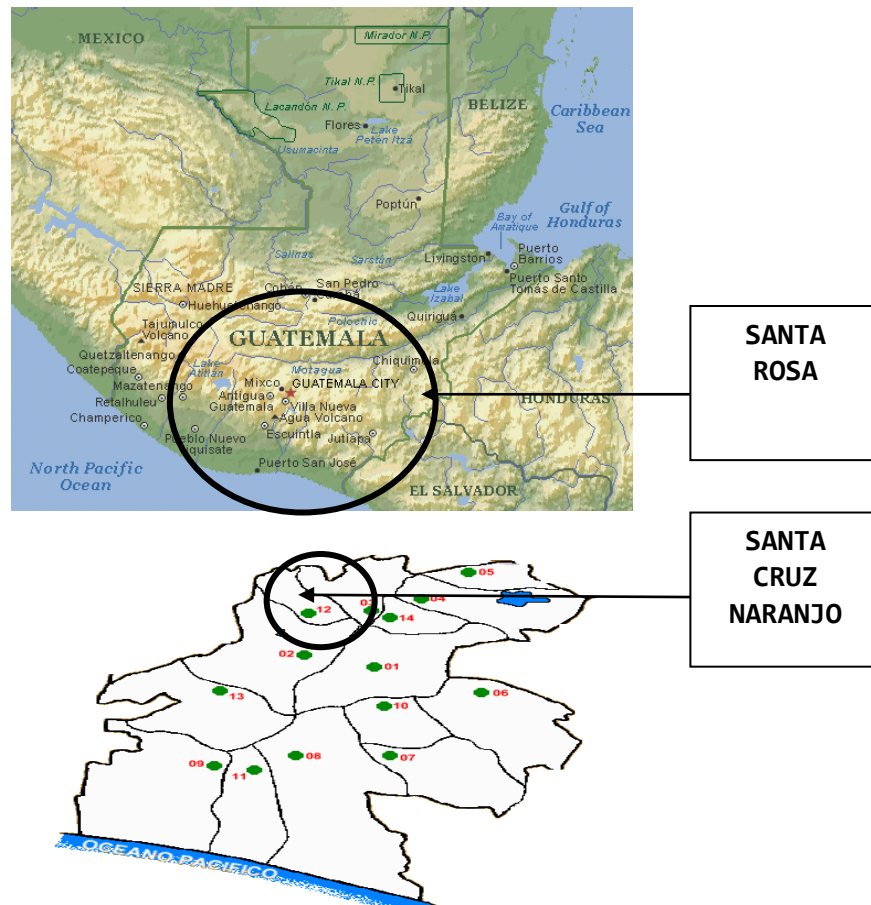 MEXICO
Mirador N.P.
Tikal N.P.
Tikal
Lacandón N.P.
BELIZE
Caribbean
Sea
Flores
Lake
Petén Itzá
Usumacinta
Poptún
Gulf of
Honduras
Bay of
Amatique
Salinas
Sarstún
Livingston
Puerto
Barrios
Puerto Santo
Tomás de Castilla
SIERRA MADRE
Cobán
San Pedro
Lake
Izabal
Huehuetenango
Polochic
Quiriguá
Tajumulco
Volcano
GUATEMALA
Quetzaltenango
Coatepeque
Lake
Atitlán
Chiquimula
Motagua
Mazatenango
Mixco
GUATEMALA CITY
Retalhuleu
Antigua
Guatemala
Villa Nueva
HONDURAS
Champerico
Agua Volcano
Pueblo Nuevo
Tiquisate
Escuintla
Jutiapa
North Pacific
Ocean
Puerto San José
EL SALVADOR
SANTA
ROSA
SANTA
CRUZ
NARANJO
05
04
03
12
14
02
01
13
06
10
09
11
08
07
OCEANO PACIFICO